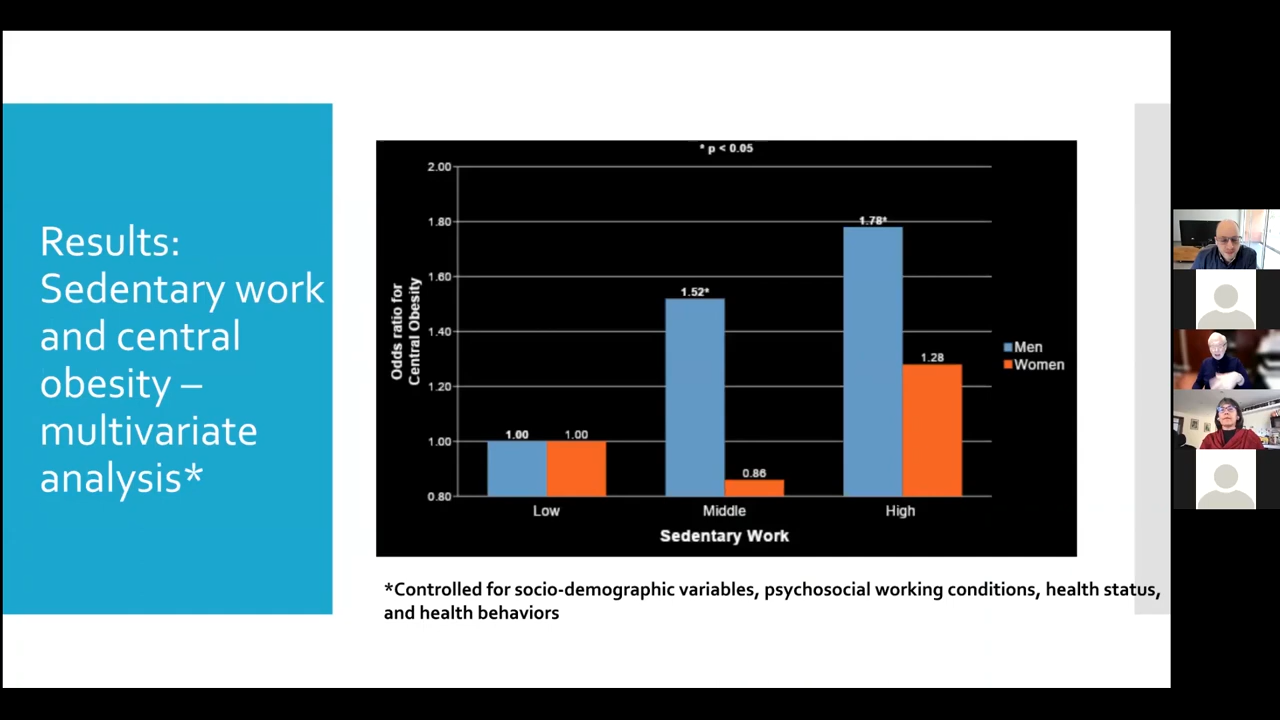 Results:
Sedentary work
and central
obesity –
multivariate
analysis*
* p < 0.05
2.00
1.80
1.60
1.40
1.20
1.00
0.80
Odds ratio for
Central Obesity
1.00
1.00
1.52*
0.86
1.78*
1.28
Low
Middle
High
Sedentary Work
Men
Women
*Controlled for socio-demographic variables, psychosocial working conditions, health status,
and health behaviors